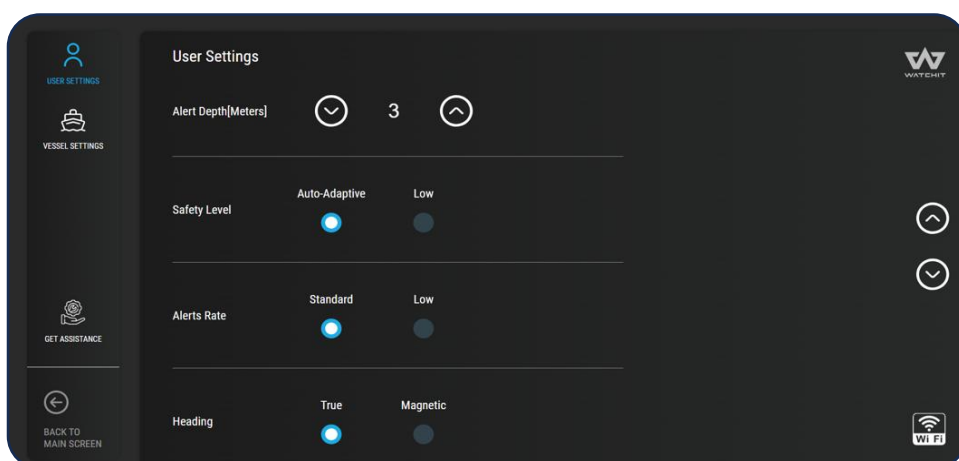 USER SETTINGS
VESSEL SETTINGS
GET ASSISTANCE
BACK TO
MAIN SCREEN
User Settings
Alert Depth[Meters]
3
Safety Level
Auto-Adaptive Low
Alerts Rate
Standard Low
Heading
True Magnetic
WATCHIT
Wi Fi